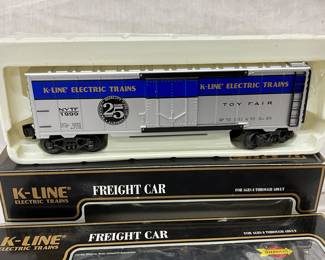 K-LINE ELECTRIC TRAINS
K-LINE ELECTRIC TRAINS
NYTF
1999
25
TOY FAIR
K-LINE
ELECTRIC TRAINS
FREIGHT CAR
FOR AGES 8 THROUGH ADULT
K-LINE
ELECTRIC TRAINS
FREIGHT CAR
FOR AGES 8 THROUGH ADULT